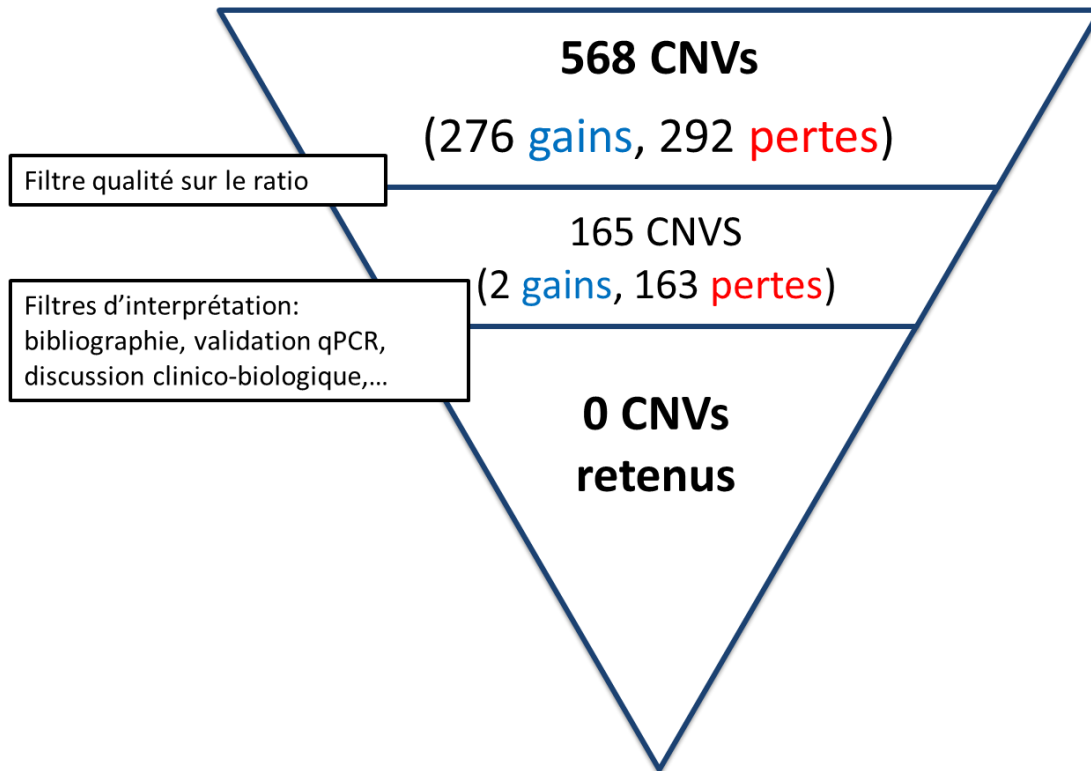 568 CNVs
(276 gains, 292 pertes)
Filtre qualité sur le ratio
165 CNVS
(2 gains, 163 pertes)
Filtres d’interprétation:
bibliographie, validation qPCR,
discussion clinico-biologique,…
0 CNVs
retenus